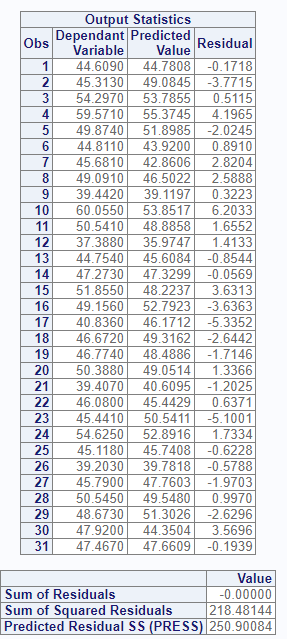 Output Statistics
Obs Dependant Variable Predicted Value Residual
1 44.6090 44.7808 -0.1718
2 45.3130 49.0845 -3.7715
3 54.2970 53.7855 0.5115
4 59.5710 55.3745 4.1965
5 49.8740 51.8985 -2.0245
6 44.8110 43.9200 0.8910
7 45.6810 42.8606 2.8204
8 49.0910 46.5022 2.5888
9 39.4420 39.1197 0.3223
10 60.0550 53.8517 6.2033
11 50.5410 48.8858 1.6552
12 37.3880 35.9747 1.4133
13 44.7540 45.6084 -0.8544
14 47.2730 47.3299 -0.0569
15 51.8550 48.2237 3.6313
16 49.1560 52.7923 -3.6363
17 40.8360 46.1712 -5.3352
18 46.6720 49.3162 -2.6442
19 46.7740 48.4886 -1.7146
20 50.3880 49.0514 1.3366
21 39.4070 40.6095 -1.2025
22 46.0800 45.4429 0.6371
23 45.4410 50.5411 -5.1001
24 54.6250 52.8916 1.7334
25 45.1180 45.7408 -0.6228
26 39.2030 39.7818 -0.5788
27 45.7900 47.7603 -1.9703
28 50.5450 49.5480 0.9970
29 48.6730 51.3026 -2.6296
30 47.9200 44.3504 3.5696
31 47.4670 47.6609 -0.1939
Value
Sum of Residuals -0.00000
Sum of Squared Residuals 218.48144
Predicted Residual SS (PRESS) 250.90084